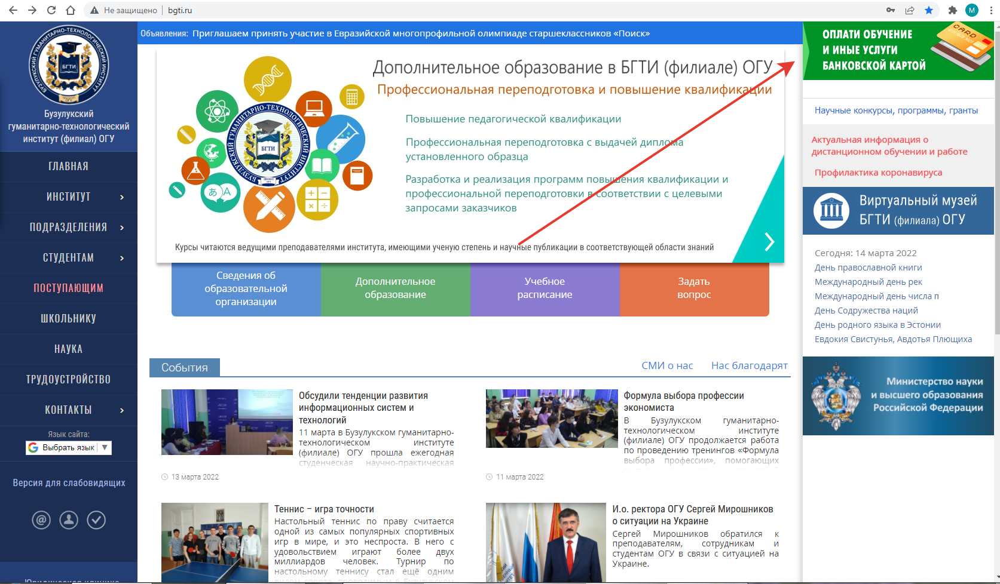 Не защищено
bgti.ru
М
БУЗУЛУКСКИЙ ГУМАНИТАРНО-ТЕХНОЛОГИЧЕСКИЙ ИНСТИТУТ
БГТИ
ОГУ
Бузулукский
гуманитарно-технологический
институт (филиал) ОГУ
ГЛАВНАЯ
ИНСТИТУТ
ПОДРАЗДЕЛЕНИЯ
СТУДЕНТАМ
ПОСТУПАЮЩИМ
ШКОЛЬНИКУ
НАУКА
ТРУДОУСТРОЙСТВО
КОНТАКТЫ
Язык сайта:
Выбрать язык ▼
Версия для слабовидящих
Юридическая клиника
Объявления: Приглашаем принять участие в Евразийской многопрофильной олимпиаде старшеклассников «Поиск»
БУЗУЛУКСКИЙ ГУМАНИТАРНО-ТЕХНОЛОГИЧЕСКИЙ ИНСТИТУТ
БГТИ
(филиал)
ОГУ
あ A
Дополнительное образование в БГТИ (филиале) ОГУ
Профессиональная переподготовка и повышение квалификации
Повышение педагогической квалификации
Профессиональная переподготовка с выдачей диплома
установленного образца
Разработка и реализация программ повышения квалификации и
профессиональной переподготовки в соответствии с целевыми
запросами заказчиков
Курсы читаются ведущими преподавателями института, имеющими ученую степень и научные публикации в соответствующей области знаний
Сведения об
образовательной
организации
Дополнительное
образование
Учебное
расписание
Задать
вопрос
События
СМИ о нас
Нас благодарят
Обсудили тенденции развития
информационных систем и
технологий
11 марта в Бузулукском гуманитарно-
технологическом институте
(филиале) ОГУ прошла ежегодная
студенческая научно-практическая
13 марта 2022
Формула выбора профессии
экономиста
В Бузулукском гуманитарно-
технологическом институте
(филиале) ОГУ продолжается работа
по проведению тренингов «Формула
выбора профессии», помогающих
11 марта 2022
Теннис – игра точности
Настольный теннис по праву считается
одной из самых популярных спортивных
игр в мире, и это неспроста. В него с
удовольствием играют более двух
миллиардов человек. Турнир по
настольному теннису стал ещё одним
видом спорта, проводимым в Бузулукском
И.о. ректора ОГУ Сергей Мирошников
о ситуации на Украине
Сергей Мирошников обратился к
преподавателям, сотрудникам и
студентам ОГУ в связи с ситуацией на
Украине.
ОПЛАТИ ОБУЧЕНИЕ
И ИНЫЕ УСЛУГИ
БАНКОВСКОЙ КАРТОЙ
CARD
Научные конкурсы, программы, гранты
Актуальная информация о
дистанционном обучении и работе
Профилактика коронавируса
Виртуальный музей
БГТИ (филиала) ОГУ
Сегодня: 14 марта 2022
День православной книги
Международный день рек
Международный день числа π
День Содружества наций
День родного языка в Эстонии
Евдокия Свистунья, Авдотья Плющиха
Министерство науки
и высшего образования
Российской Федерации